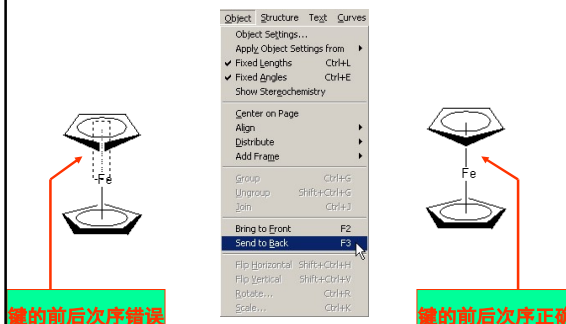 Object Structure Text Curves
Object Settings...
Apply Object Settings from
Fixed Lengths Ctrl+L
Fixed Angles Ctrl+E
Show Stereochemistry
Center on Page
Align
Distribute
Add Frame
Group Ctrl+G
Ungroup Shift+Ctrl+G
Join Ctrl+J
Bring to Front F2
Send to Back F3
Flip Horizontal Shift+Ctrl+H
Flip Vertical Shift+Ctrl+V
Rotate... Ctrl+R
Scale... Ctrl+K
Fe
Fe
键的前后次序错误
键的前后次序正确